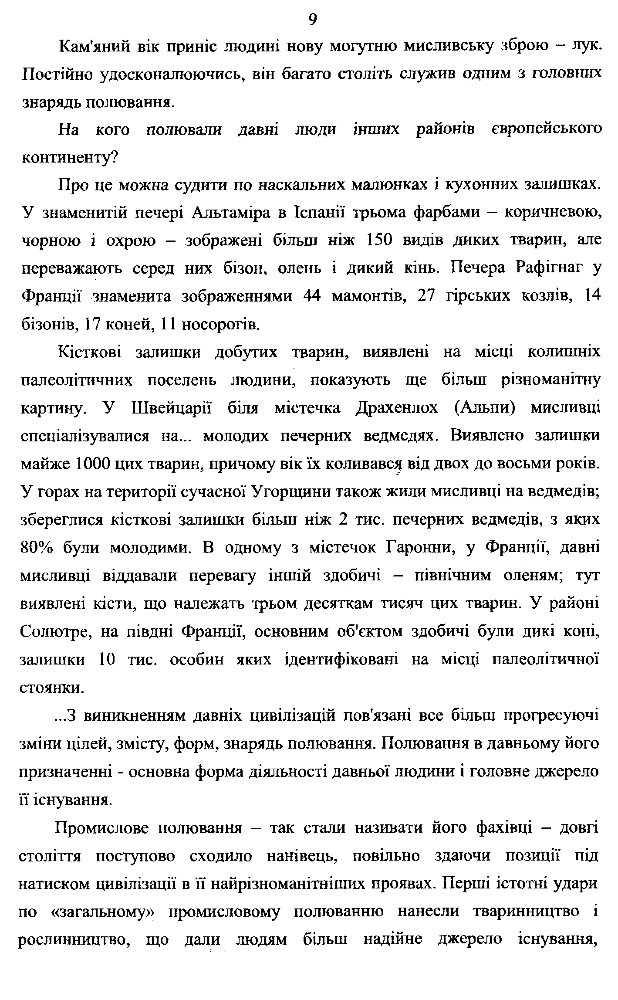 9
Кам'яний вік приніс людині нову могутню мисливську зброю – лук.
Постійно удосконалюючись, він багато століть служив одним з головних
знарядь полювання.
На кого полювали давні люди інших районів європейського
континенту?
Про це можна судити по наскальних малюнках і кухонних залишках.
У знаменитій печері Альтаміра в Іспанії трьома фарбами – коричневою,
чорною і охрою – зображені більш ніж 150 видів диких тварин, але
переважають серед них бізон, олень і дикий кінь. Печера Рафігнаг у
Франції знаменита зображеннями 44 мамонтів, 27 гірських козлів, 14
бізонів, 17 коней, 11 носорогів.
Кісткові залишки добутих тварин, виявлені на місці колишніх
палеолітичних поселень людини, показують ще більш різноманітну
картину. У Швейцарії біля містечка Драхенлох (Альпи) мисливці
спеціалізувалися на... молодих печерних ведмедях. Виявлено залишки
майже 1000 цих тварин, причому вік їх коливався від двох до восьми років.
У горах на території сучасної Угорщини також жили мисливці на ведмедів;
збереглися кісткові залишки більш ніж 2 тис. печерних ведмедів, з яких
80% були молодими. В одному з містечок Гаронни, у Франції, давні
мисливці віддавали перевагу іншій здобичі – північним оленям; тут
виявлені кісти, що належать трьом десяткам тисяч цих тварин. У районі
Солютре, на півдні Франції, основним об'єктом здобичі були дикі коні,
залишки 10 тис. особин яких ідентифіковані на місці палеолітичної
стоянки.
...З виникненням давніх цивілізацій пов'язані все більш прогресуючі
зміни цілей, змісту, форм, знарядь полювання. Полювання в давньому його
призначенні - основна форма діяльності давньої людини і головне джерело
її існування.
Промислове полювання – так стали називати його фахівці – довгі
століття поступово сходило нанівець, повільно здаючи позиції під
натиском цивілізації в її найрізноманітніших проявах. Перші істотні удари
по «загальному» промисловому полюванню нанесли тваринництво і
рослинництво, що дали людям більш надійне джерело існування,